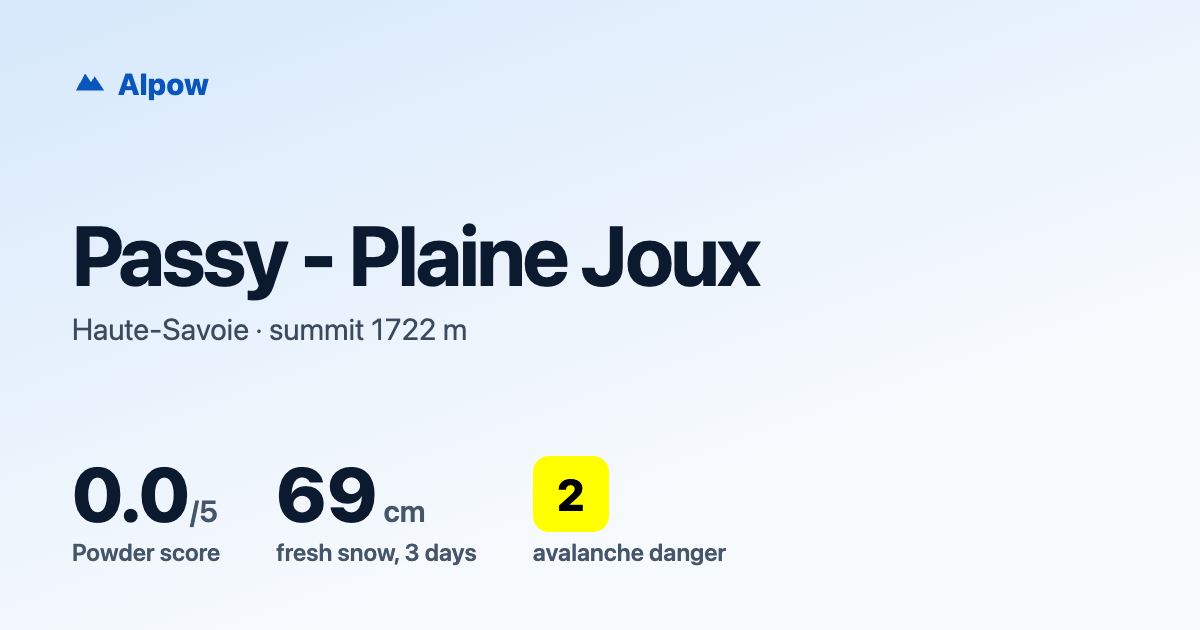 Alpow
Passy - Plaine Joux
Haute-Savoie · summit 1722 m
0.0/5 69 cm 2
Powder score fresh snow, 3 days avalanche danger